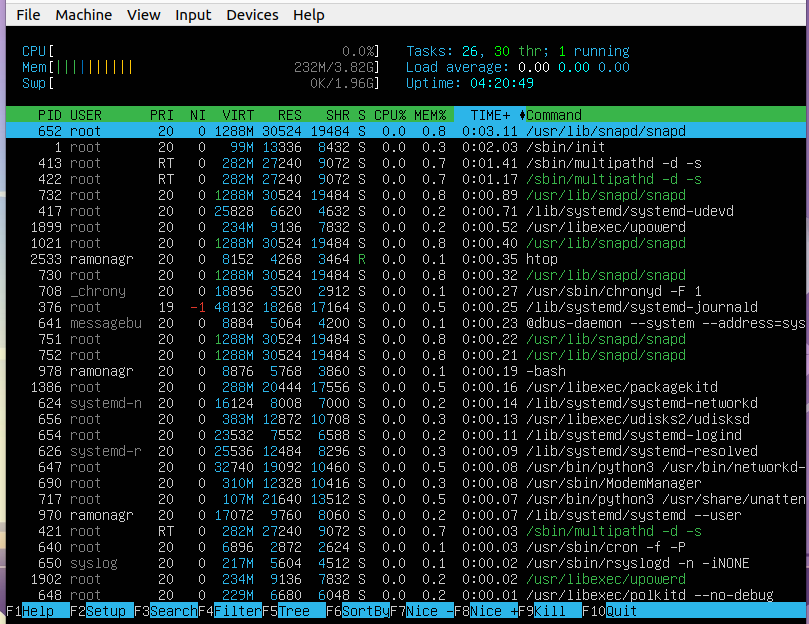 File Machine View Input Devices Help
CPU[ 0.0%] Tasks: 26, 30 thr; 1 running
Mem[|||||||||| 232M/3.82G] Load average: 0.00 0.00 0.00
Swp[ 0K/1.96G] Uptime: 04:20:49
PID USER PRI NI VIRT RES SHR S CPU% MEM% TIME+ Command
652 root 20 0 1288M 30524 19484 S 0.0 0.8 0:03.11 /usr/lib/snapd/snapd
1 root 20 0 99M 13336 8432 S 0.0 0.3 0:02.03 /sbin/init
413 root RT 0 282M 27240 9072 S 0.0 0.7 0:01.41 /sbin/multipathd -d -s
422 root RT 0 282M 27240 9072 S 0.0 0.7 0:01.17 /sbin/multipathd -d -s
732 root 20 0 1288M 30524 19484 S 0.0 0.8 0:00.89 /usr/lib/snapd/snapd
417 root 20 0 25828 6620 4632 S 0.0 0.2 0:00.71 /lib/systemd/systemd-udevd
1899 root 20 0 234M 9136 7832 S 0.0 0.2 0:00.52 /usr/libexec/upowerd
1021 root 20 0 1288M 30524 19484 S 0.0 0.8 0:00.40 /usr/lib/snapd/snapd
2533 ramonagr 20 0 8152 4268 3464 R 0.0 0.1 0:00.35 htop
730 root 20 0 1288M 30524 19484 S 0.0 0.8 0:00.32 /usr/lib/snapd/snapd
708 _chrony 20 0 18896 3520 2912 S 0.0 0.1 0:00.27 /usr/sbin/chronyd -F 1
376 root 19 -1 48132 18268 17164 S 0.0 0.5 0:00.25 /lib/systemd/systemd-journald
641 messagebu 20 0 8884 5064 4200 S 0.0 0.1 0:00.23 @dbus-daemon --system --address=sys
751 root 20 0 1288M 30524 19484 S 0.0 0.8 0:00.22 /usr/lib/snapd/snapd
752 root 20 0 1288M 30524 19484 S 0.0 0.8 0:00.21 /usr/lib/snapd/snapd
978 ramonagr 20 0 8876 5768 3860 S 0.0 0.1 0:00.19 -bash
1386 root 20 0 288M 20444 17556 S 0.0 0.5 0:00.16 /usr/libexec/packagekitd
624 systemd-n 20 0 16124 8008 7000 S 0.0 0.2 0:00.14 /lib/systemd/systemd-networkd
656 root 20 0 383M 12872 10708 S 0.0 0.3 0:00.13 /usr/libexec/udisks2/udisksd
654 root 20 0 23532 7552 6588 S 0.0 0.2 0:00.11 /lib/systemd/systemd-logind
626 systemd-r 20 0 25536 12484 8296 S 0.0 0.3 0:00.09 /lib/systemd/systemd-resolved
647 root 20 0 32740 19092 10460 S 0.0 0.5 0:00.08 /usr/bin/python3 /usr/bin/networkd-
690 root 20 0 310M 12328 10416 S 0.0 0.3 0:00.08 /usr/sbin/ModemManager
717 root 20 0 107M 21640 13512 S 0.0 0.5 0:00.07 /usr/bin/python3 /usr/share/unatten
970 ramonagr 20 0 17072 9760 8060 S 0.0 0.2 0:00.07 /lib/systemd/systemd --user
421 root RT 0 282M 27240 9072 S 0.0 0.7 0:00.03 /sbin/multipathd -d -s
640 root 20 0 6896 2872 2624 S 0.0 0.1 0:00.03 /usr/sbin/cron -f -P
650 syslog 20 0 217M 5604 4512 S 0.0 0.1 0:00.02 /usr/sbin/rsyslogd -n -iNONE
1902 root 20 0 234M 9136 7832 S 0.0 0.2 0:00.02 /usr/libexec/upowerd
648 root 20 0 229M 6680 6048 S 0.0 0.2 0:00.01 /usr/libexec/polkitd --no-debug
F1Help F2Setup F3SearchF4FilterF5Tree F6SortByF7Nice -F8Nice +F9Kill F10Quit